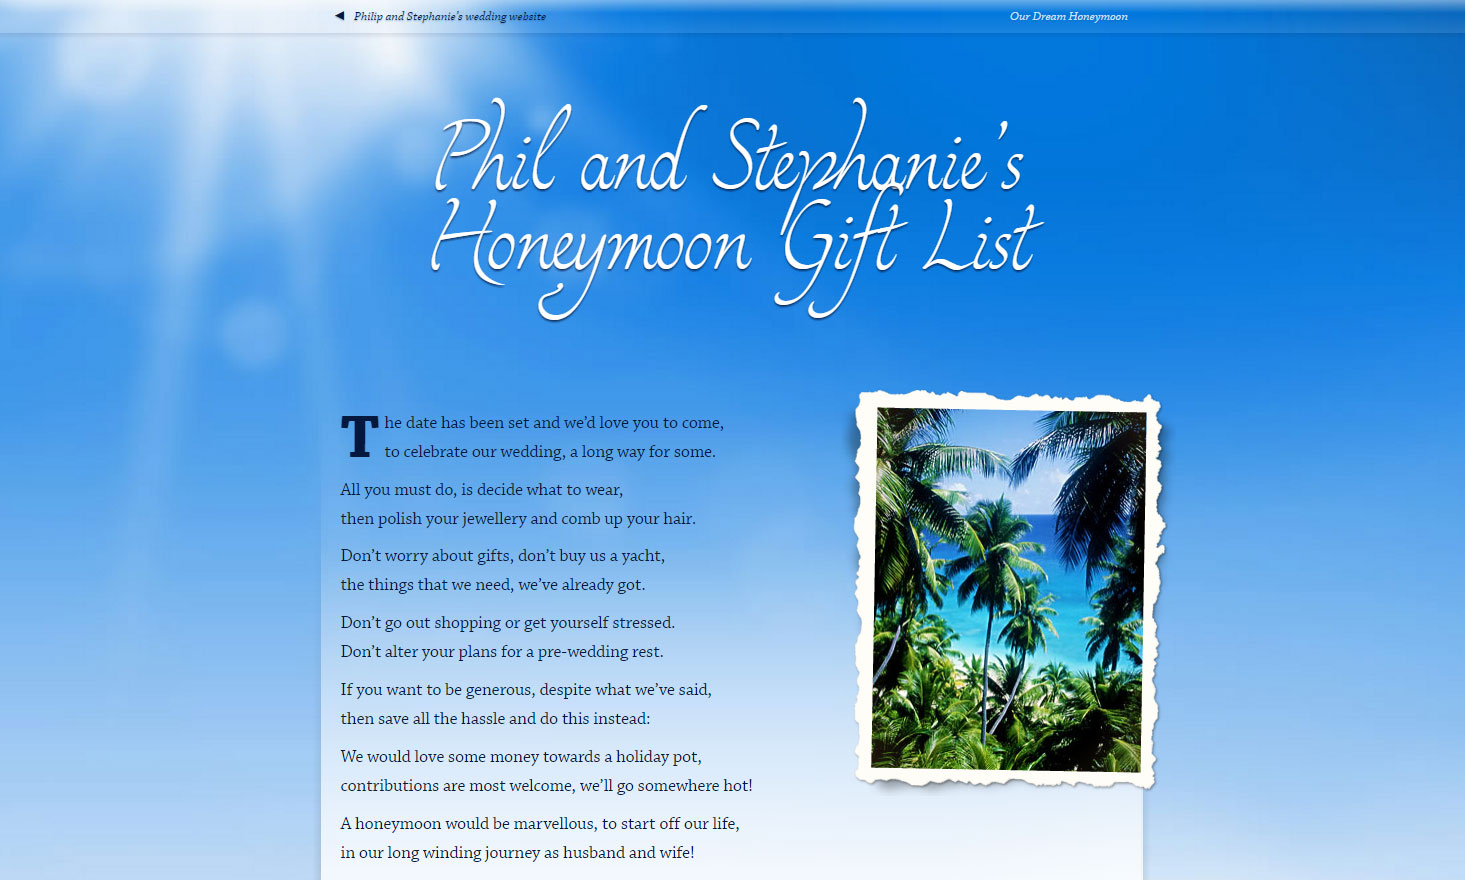 ◄ Philip and Stephanie’s wedding website
Our Dream Honeymoon
Phil and Stephanie’s
Honeymoon Gift List
The date has been set and we’d love you to come,
to celebrate our wedding, a long way for some.
All you must do, is decide what to wear,
then polish your jewellery and comb up your hair.
Don’t worry about gifts, don’t buy us a yacht,
the things that we need, we’ve already got.
Don’t go out shopping or get yourself stressed.
Don’t alter your plans for a pre-wedding rest.
If you want to be generous, despite what we’ve said,
then save all the hassle and do this instead:
We would love some money towards a holiday pot,
contributions are most welcome, we’ll go somewhere hot!
A honeymoon would be marvellous, to start off our life,
in our long winding journey as husband and wife!